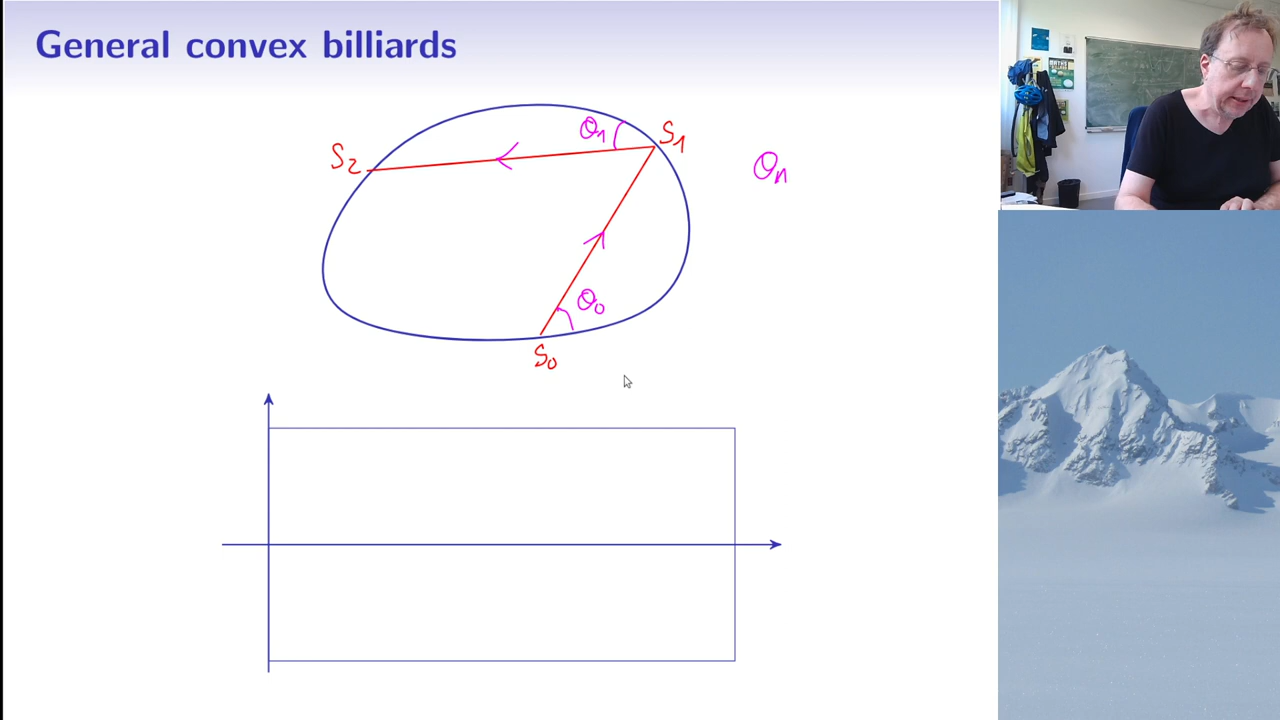 General convex billiards
S₂
θ₁
S₁
θₙ
θ₀
S₀